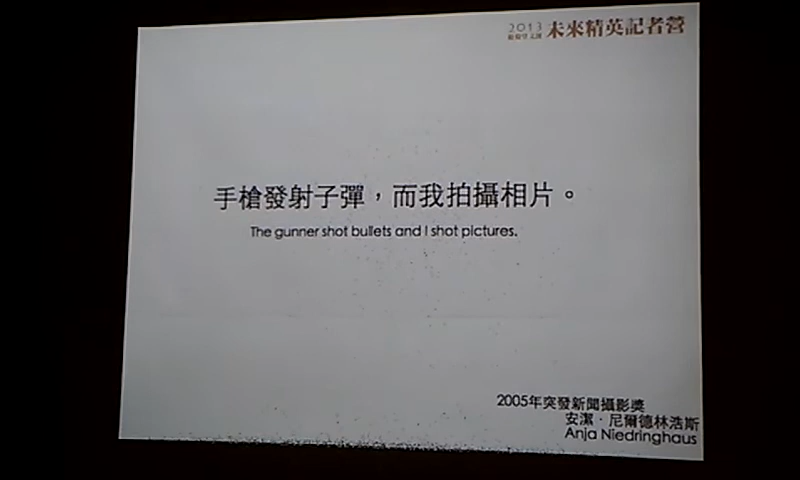 2013
未來精英記者營
手槍發射子彈，而我拍攝相片。
The gunner shot bullets and I shot pictures.
2005年突發新聞攝影獎
安潔．尼爾德林浩斯
Anja Niedringhaus